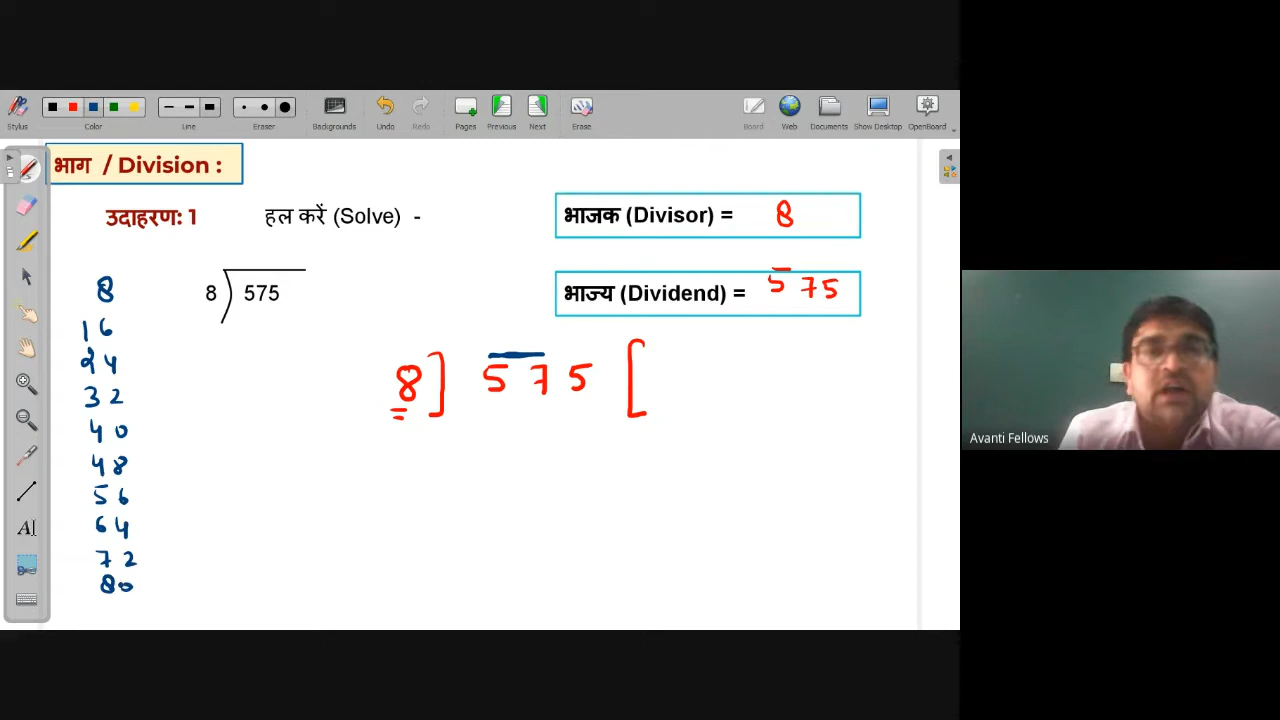 Stylus Color Line Eraser Backgrounds Undo Redo Pages Previous Next Erase Board Web Documents Show Desktop OpenBoard
भाग / Division :
उदाहरण: 1 हल करें (Solve) -
भाजक (Divisor) = 8
8 575
भाज्य (Dividend) = 575
8] 575 [
8
16
24
32
40
48
56
64
72
80
AI
Avanti Fellows